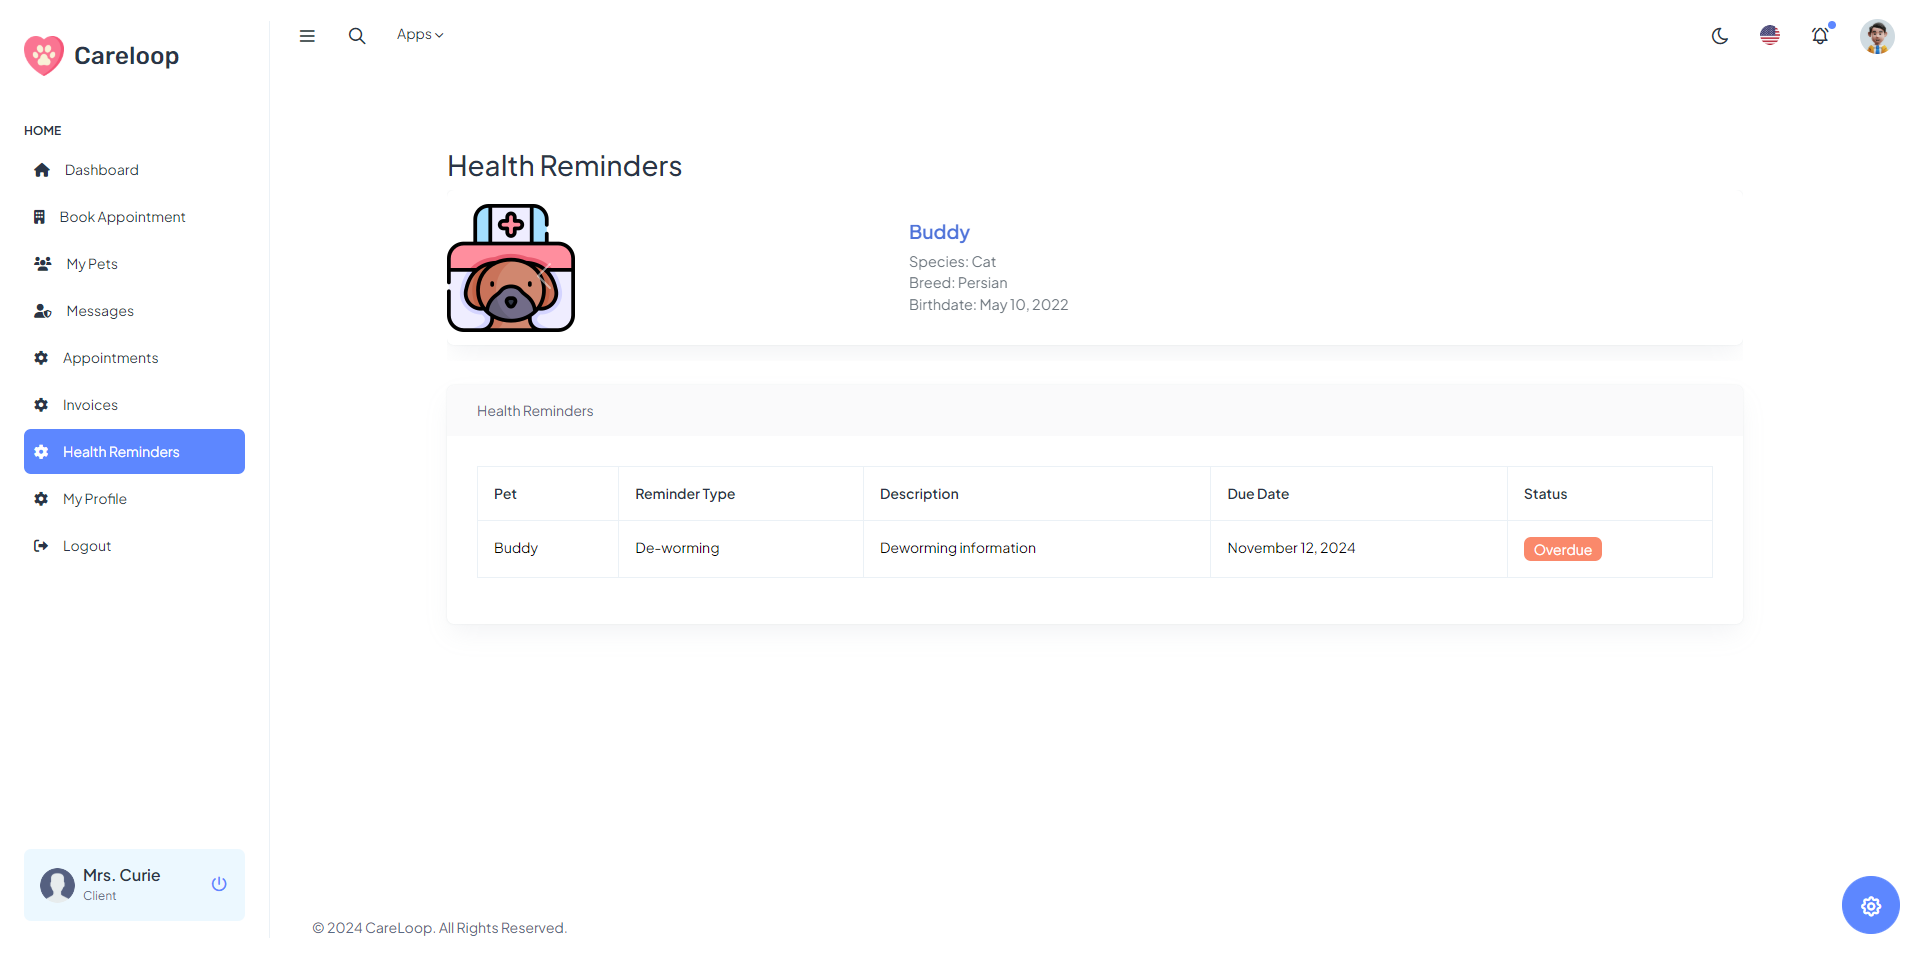 Careloop
Apps
HOME
Dashboard
Book Appointment
My Pets
Messages
Appointments
Invoices
Health Reminders
My Profile
Logout
Mrs. Curie
Client
Health Reminders
Buddy
Species: Cat
Breed: Persian
Birthdate: May 10, 2022
Health Reminders
Pet Reminder Type Description Due Date Status
Buddy De-worming Deworming information November 12, 2024 Overdue
© 2024 CareLoop. All Rights Reserved.